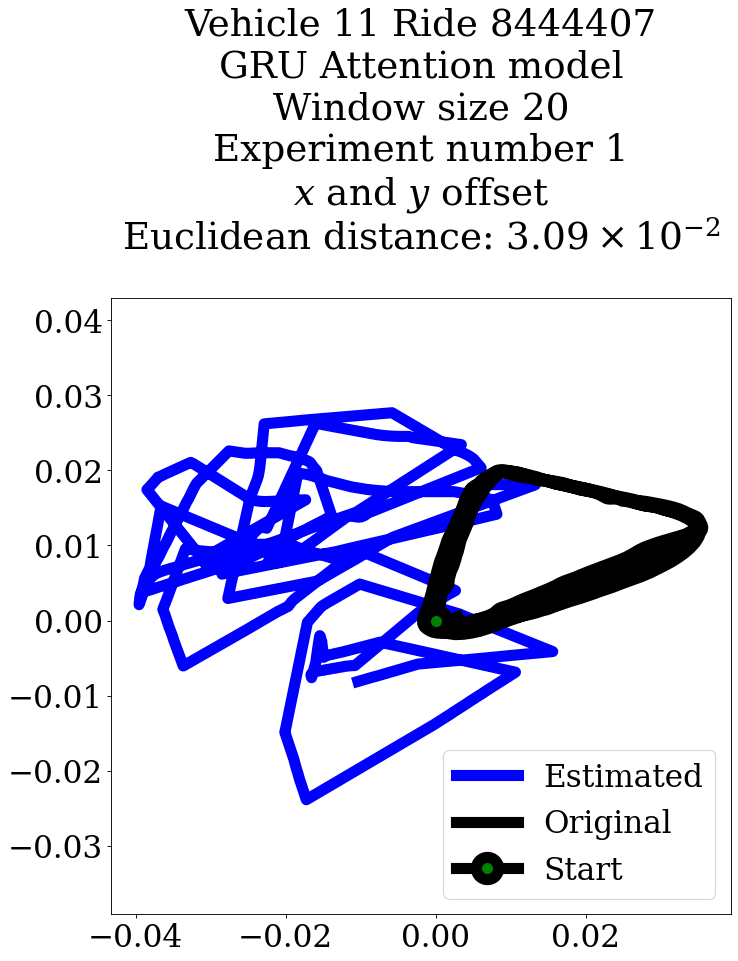 Vehicle 11 Ride 8444407
GRU Attention model
Window size 20
Experiment number 1
x and y offset
Euclidean distance: 3.09 × 10⁻²
0.04
0.03
0.02
0.01
0.00
−0.01
−0.02
−0.03
−0.04
−0.02
0.00
0.02
Estimated
Original
Start